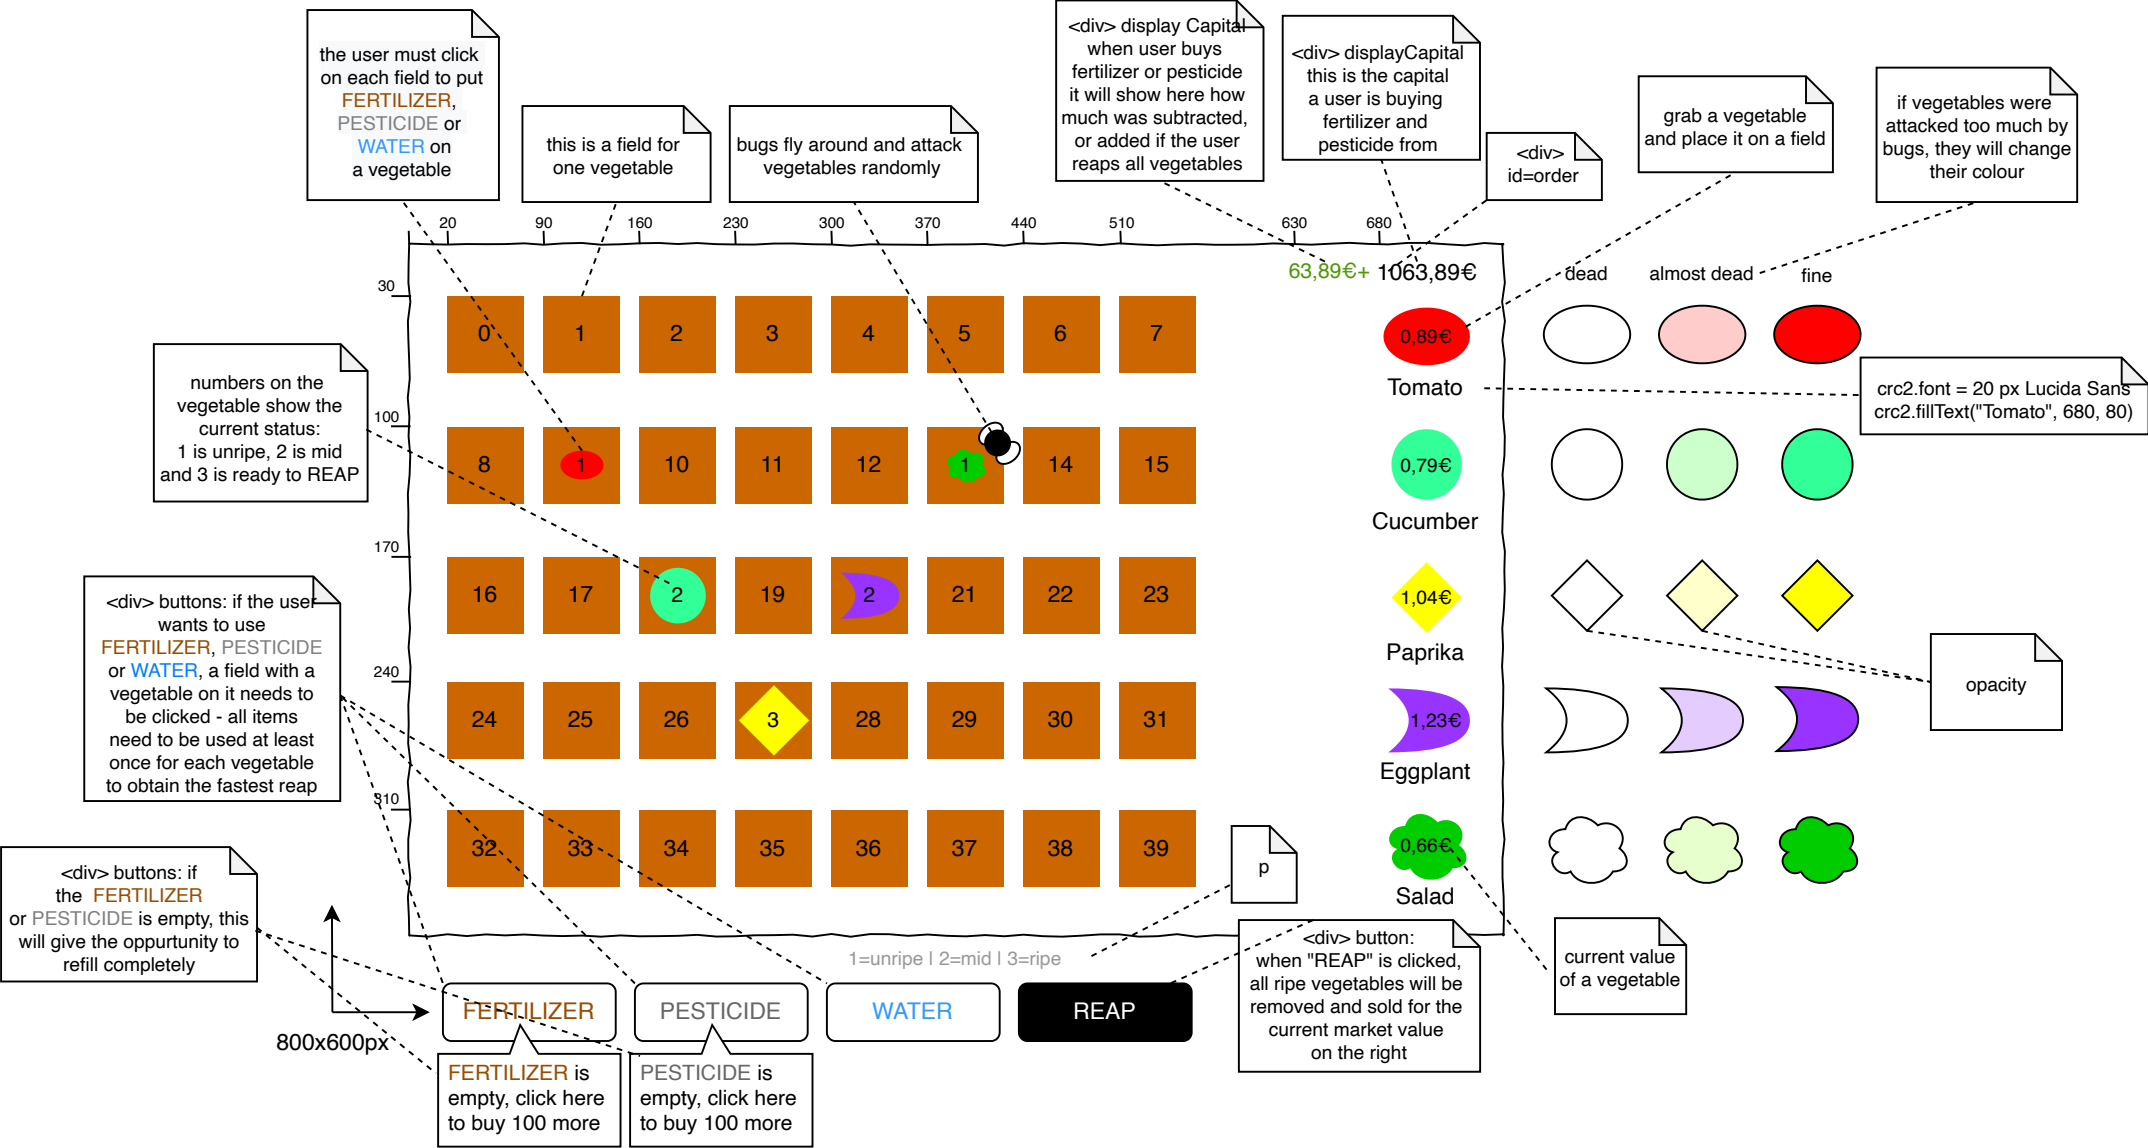 the user must click
on each field to put
FERTILIZER,
PESTICIDE or
WATER on
a vegetable
this is a field for
one vegetable
bugs fly around and attack
vegetables randomly
<div> display Capital
when user buys
fertilizer or pesticide
it will show here how
much was subtracted,
or added if the user
reaps all vegetables
<div> displayCapital
this is the capital
a user is buying
fertilizer and
pesticide from
<div>
id=order
grab a vegetable
and place it on a field
if vegetables were
attacked too much by
bugs, they will change
their colour
20 90 160 230 300 370 440 510 630 680
63,89€+ 1063,89€
dead almost dead fine
30
0 1 2 3 4 5 6 7
0,89€
Tomato
numbers on the
vegetable show the
current status:
1 is unripe, 2 is mid
and 3 is ready to REAP
crc2.font = 20 px Lucida Sans
crc2.fillText("Tomato", 680, 80)
100
8 1 10 11 12 1 14 15
0,79€
Cucumber
170
16 17 2 19 2 21 22 23
1,04€
Paprika
<div> buttons: if the user
wants to use
FERTILIZER, PESTICIDE
or WATER, a field with a
vegetable on it needs to
be clicked - all items
need to be used at least
once for each vegetable
to obtain the fastest reap
opacity
240
24 25 26 3 28 29 30 31
1,23€
Eggplant
310
32 33 34 35 36 37 38 39
0,66€
Salad
p
<div> buttons: if
the FERTILIZER
or PESTICIDE is empty, this
will give the oppurtunity to
refill completely
<div> button:
when "REAP" is clicked,
all ripe vegetables will be
removed and sold for the
current market value
on the right
current value
of a vegetable
1=unripe | 2=mid | 3=ripe
FERTILIZER PESTICIDE WATER REAP
800x600px
FERTILIZER is
empty, click here
to buy 100 more
PESTICIDE is
empty, click here
to buy 100 more